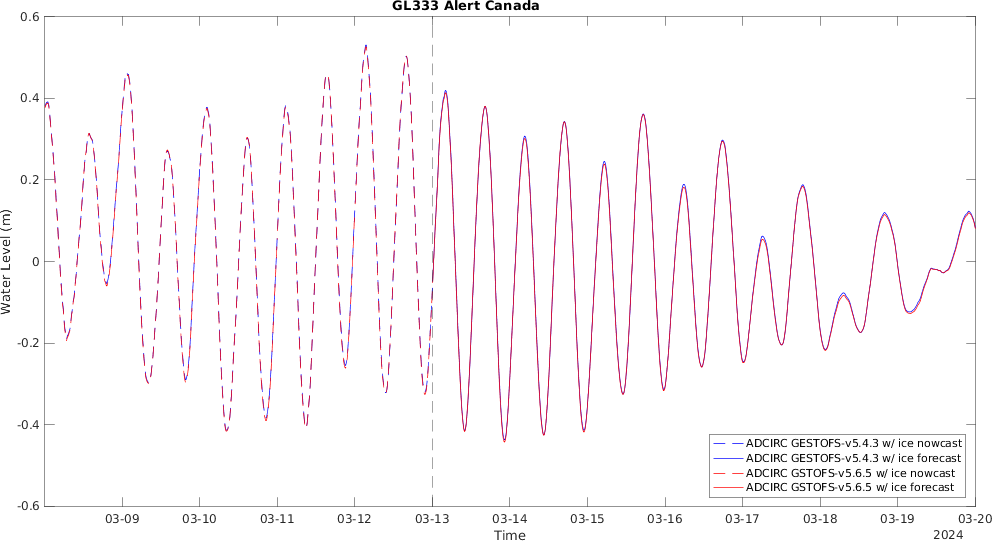 GL333 Alert Canada
0.6
0.4
0.2
0
-0.2
-0.4
-0.6
Water Level (m)
03-09 03-10 03-11 03-12 03-13 03-14 03-15 03-16 03-17 03-18 03-19 03-20
Time
2024
ADCIRC GESTOFS-v5.4.3 w/ ice nowcast
ADCIRC GESTOFS-v5.4.3 w/ ice forecast
ADCIRC GSTOFS-v5.6.5 w/ ice nowcast
ADCIRC GSTOFS-v5.6.5 w/ ice forecast